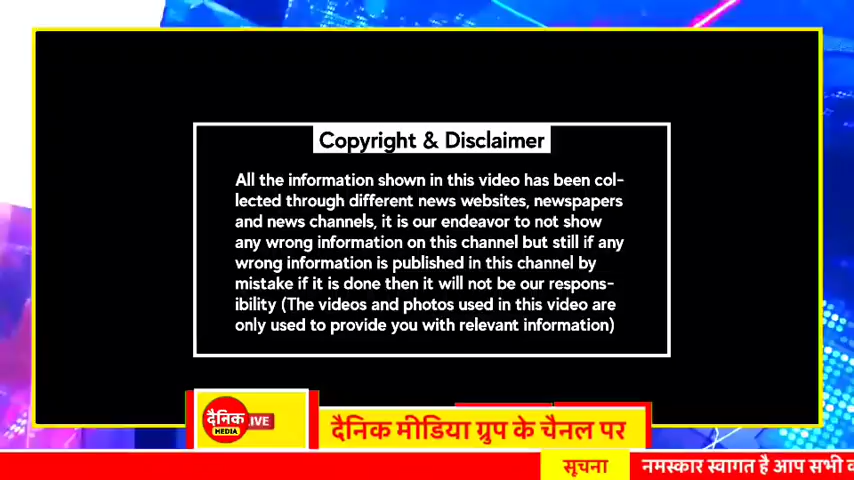 Copyright & Disclaimer
All the information shown in this video has been col-
lected through different news websites, newspapers
and news channels, it is our endeavor to not show
any wrong information on this channel but still if any
wrong information is published in this channel by
mistake if it is done then it will not be our respons-
ibility (The videos and photos used in this video are
only used to provide you with relevant information)
दैनिक
MEDIA
दैनिक मीडिया ग्रुप के चैनल पर
सूचना
नमस्कार स्वागत है आप सभी